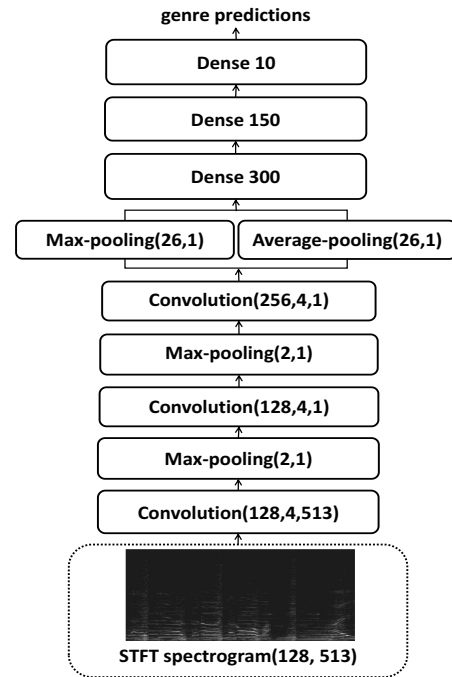 genre predictions
Dense 10
Dense 150
Dense 300
Max-pooling(26,1) Average-pooling(26,1)
Convolution(256,4,1)
Max-pooling(2,1)
Convolution(128,4,1)
Max-pooling(2,1)
Convolution(128,4,513)
STFT spectrogram(128, 513)